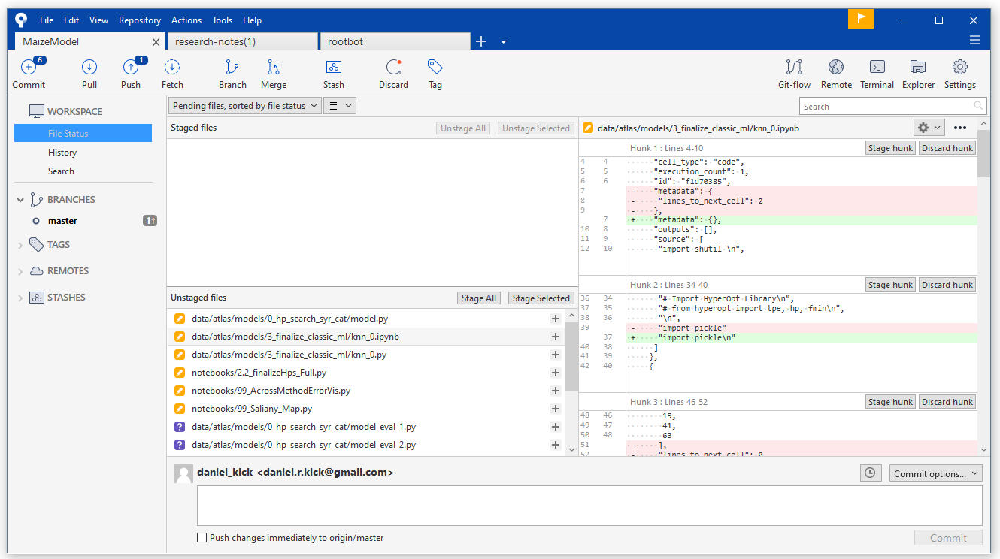 File Edit View Repository Actions Tools Help
MaizeModel research-notes(1) rootbot
6 1
Commit Pull Push Fetch Branch Merge Stash Discard Tag Git-flow Remote Terminal Explorer Settings
WORKSPACE
File Status
History
Search
BRANCHES
master 1↑
TAGS
REMOTES
STASHES
Pending files, sorted by file status
Search
Staged files Unstage All Unstage Selected
Unstaged files Stage All Stage Selected
data/atlas/models/0_hp_search_syr_cat/model.py
data/atlas/models/3_finalize_classic_ml/knn_0.ipynb
data/atlas/models/3_finalize_classic_ml/knn_0.py
notebooks/2.2_finalizeHps_Full.py
notebooks/99_AcrossMethodErrorVis.py
notebooks/99_Saliany_Map.py
? data/atlas/models/0_hp_search_syr_cat/model_eval_1.py
? data/atlas/models/0_hp_search_syr_cat/model_eval_2.py
data/atlas/models/3_finalize_classic_ml/knn_0.ipynb
Hunk 1 : Lines 4-10 Stage hunk Discard hunk
4 4 "cell_type": "code",
5 5 "execution_count": 1,
6 6 "id": "f1d70385",
7 - "metadata": {
8 - "lines_to_next_cell": 2
9 - },
7 + "metadata": {},
10 8 "outputs": [],
11 9 "source": [
12 10 "import shutil \n",
Hunk 2 : Lines 34-40 Stage hunk Discard hunk
36 34 "# Import HyperOpt Library\n",
37 35 "# from hyperopt import tpe, hp, fmin\n",
38 36 "\n",
39 - "import pickle"
37 + "import pickle\n"
40 38 ]
41 39 },
42 40 {
Hunk 3 : Lines 46-52 Stage hunk Discard hunk
48 46 19,
49 47 41,
50 48 63
51 - ],
52 - "lines_to_next_cell": 0
daniel_kick <daniel.r.kick@gmail.com>
Commit options...
Push changes immediately to origin/master
Commit